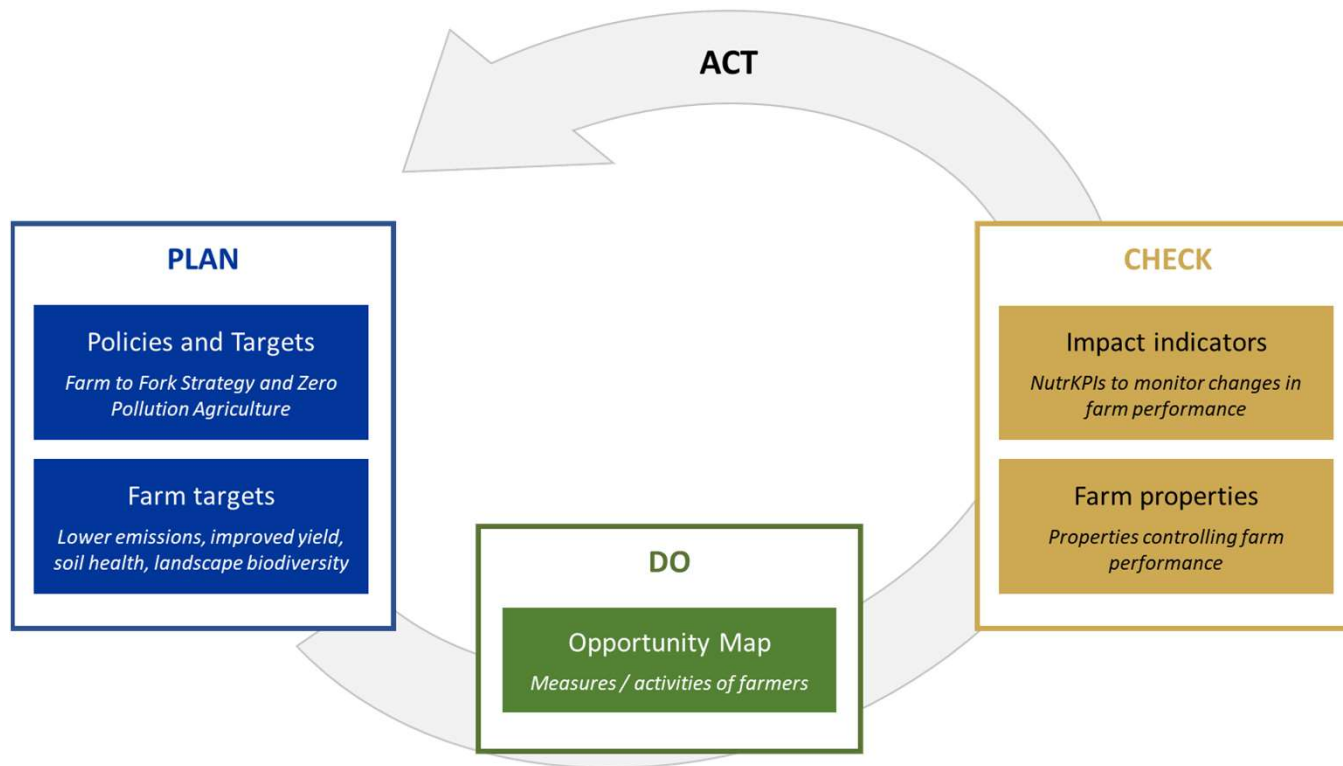 ACT
PLAN
Policies and Targets
Farm to Fork Strategy and Zero
Pollution Agriculture
Farm targets
Lower emissions, improved yield,
soil health, landscape biodiversity
DO
Opportunity Map
Measures / activities of farmers
CHECK
Impact indicators
NutrKPIs to monitor changes in
farm performance
Farm properties
Properties controlling farm
performance